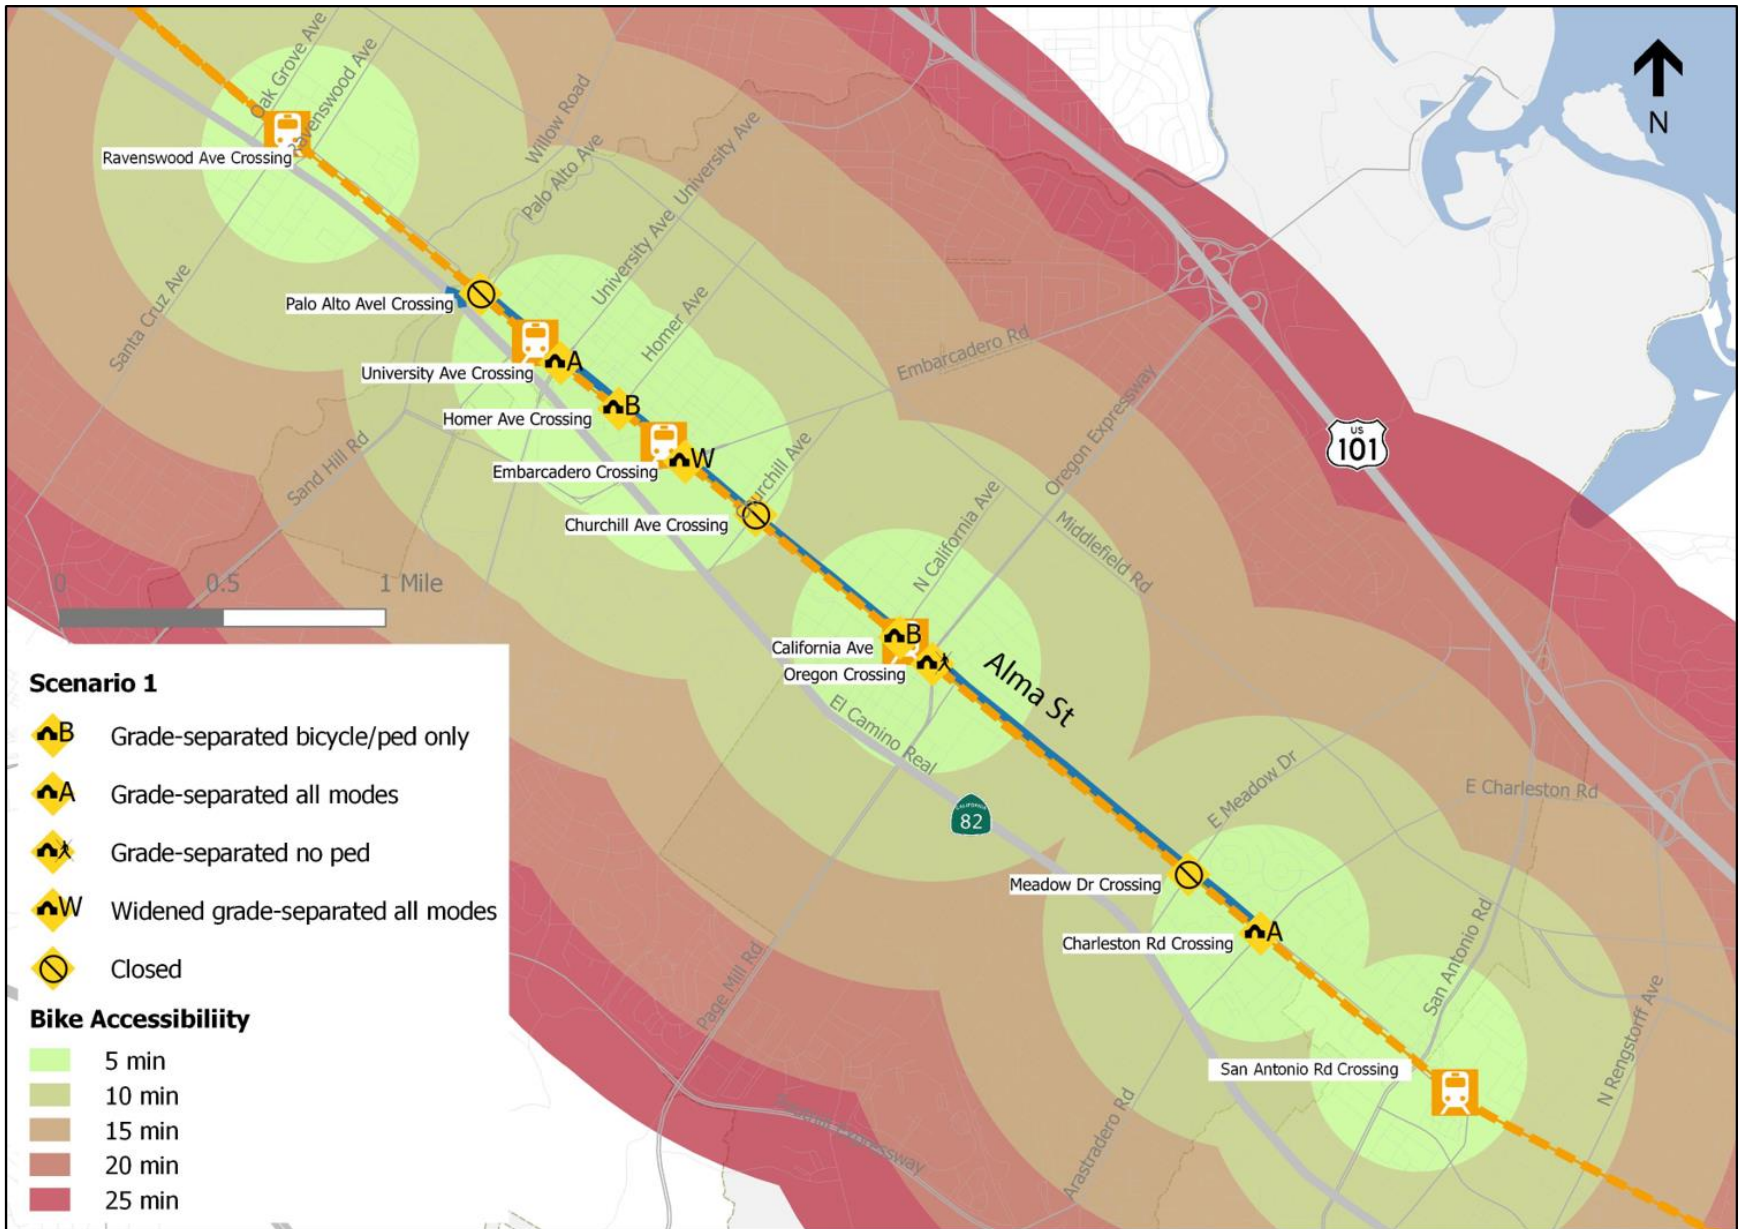 Oak Grove Ave
Ravenswood Ave
Ravenswood Ave Crossing
Willow Road
Palo Alto Ave
University Ave
N
Santa Cruz Ave
Palo Alto Avel Crossing
University Ave
Homer Ave
University Ave Crossing
A
Embarcadero Rd
Homer Ave Crossing
B
Oregon Expressway
US
101
Sand Hill Rd
Embarcadero Crossing
W
Churchill Ave
Churchill Ave Crossing
N California Ave
Middlefield Rd
0 0.5 1 Mile
California Ave
B
Oregon Crossing
Alma St
El Camino Real
CALIFORNIA
82
E Meadow Dr
E Charleston Rd
Meadow Dr Crossing
Charleston Rd Crossing
A
San Antonio Rd
Page Mill Rd
N Rengstorff Ave
San Antonio Rd Crossing
Arastradero Rd
Scenario 1
B Grade-separated bicycle/ped only
A Grade-separated all modes
Grade-separated no ped
W Widened grade-separated all modes
Closed
Bike Accessibiliity
5 min
10 min
15 min
20 min
25 min